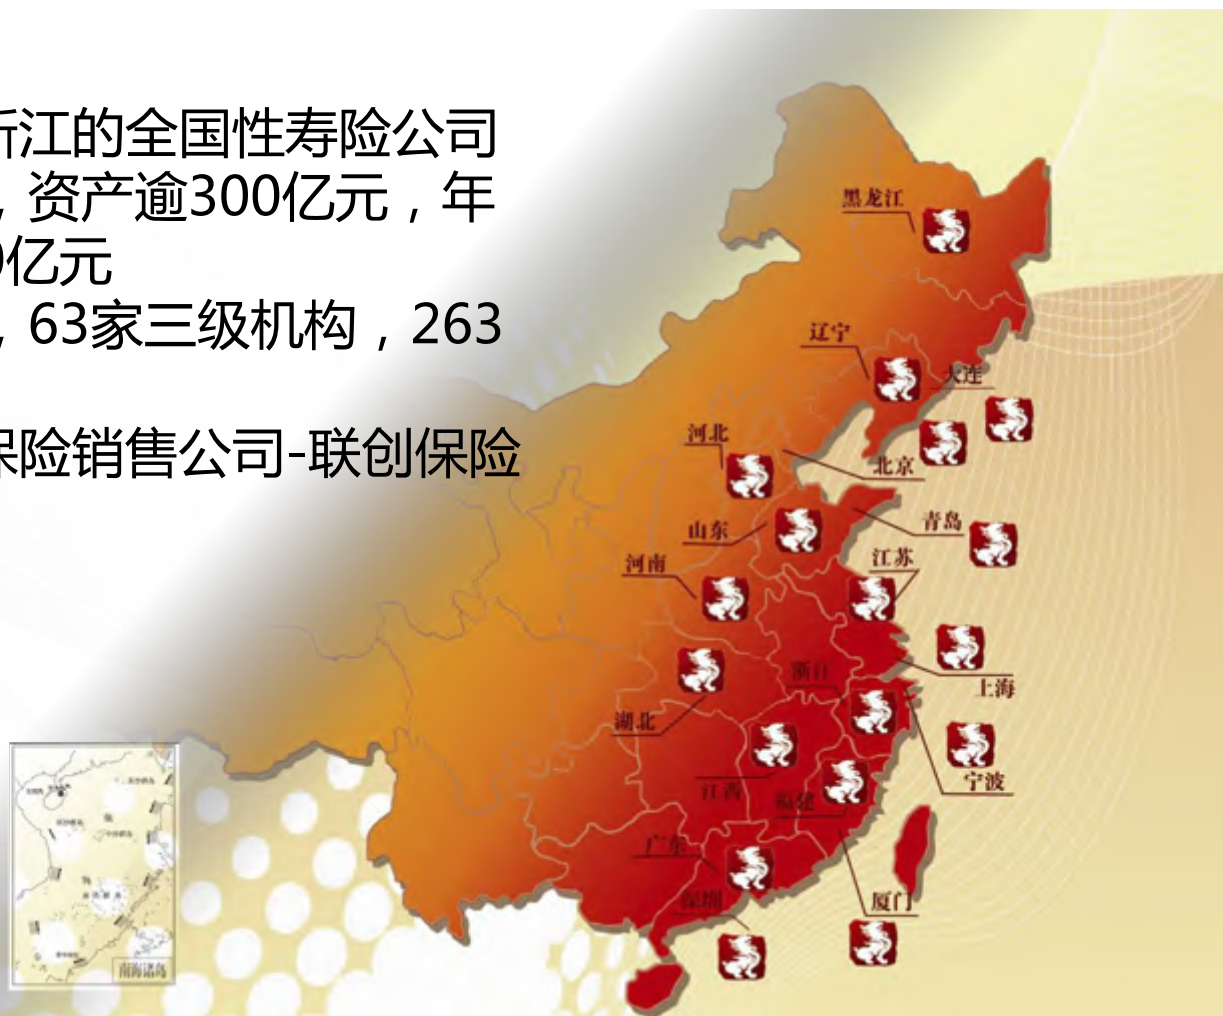 江的全国性寿险公司
，资产逾300亿元，年
亿元
，63家三级机构，263
保险销售公司-联创保险
黑龙江
辽宁
大连
河北
北京
山东
青岛
河南
江苏
浙江
上海
湖北
宁波
江西
福建
广东
深圳
厦门
南海诸岛